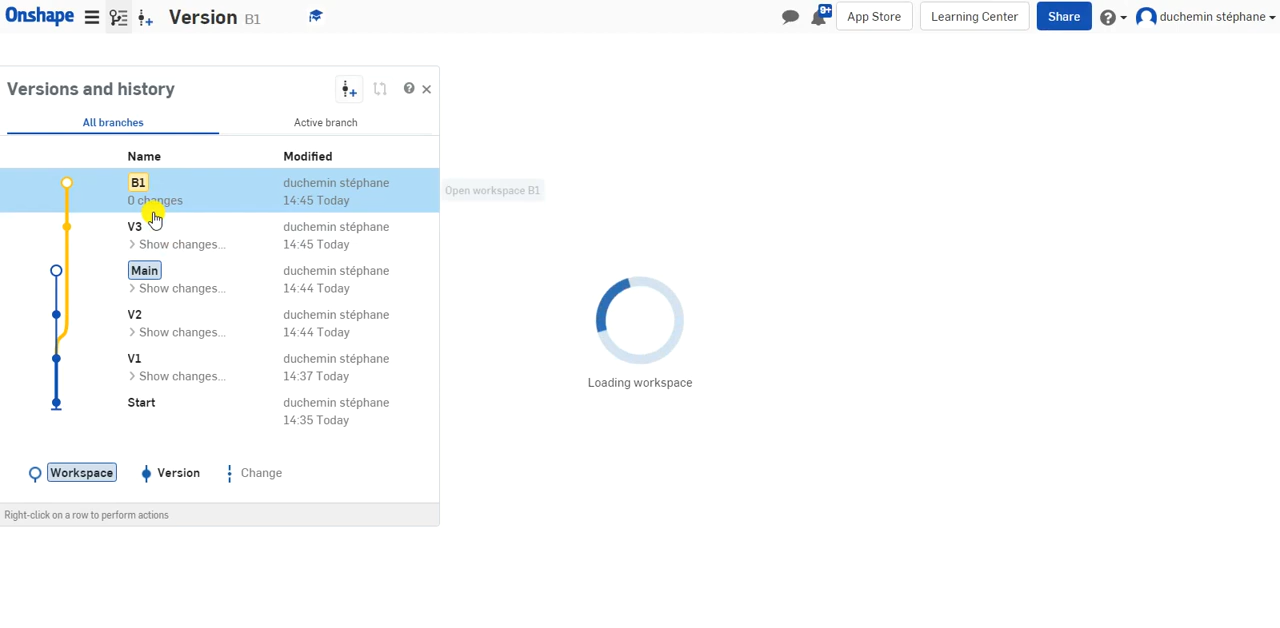 Onshape Version B1 9+ App Store Learning Center Share duchemin stéphane
Versions and history
All branches Active branch
Name Modified
B1 duchemin stéphane
0 changes 14:45 Today
Open workspace B1
V3 duchemin stéphane
Show changes... 14:45 Today
Main duchemin stéphane
Show changes... 14:44 Today
V2 duchemin stéphane
Show changes... 14:44 Today
V1 duchemin stéphane
Show changes... 14:37 Today
Start duchemin stéphane
14:35 Today
Loading workspace
Workspace Version Change
Right-click on a row to perform actions